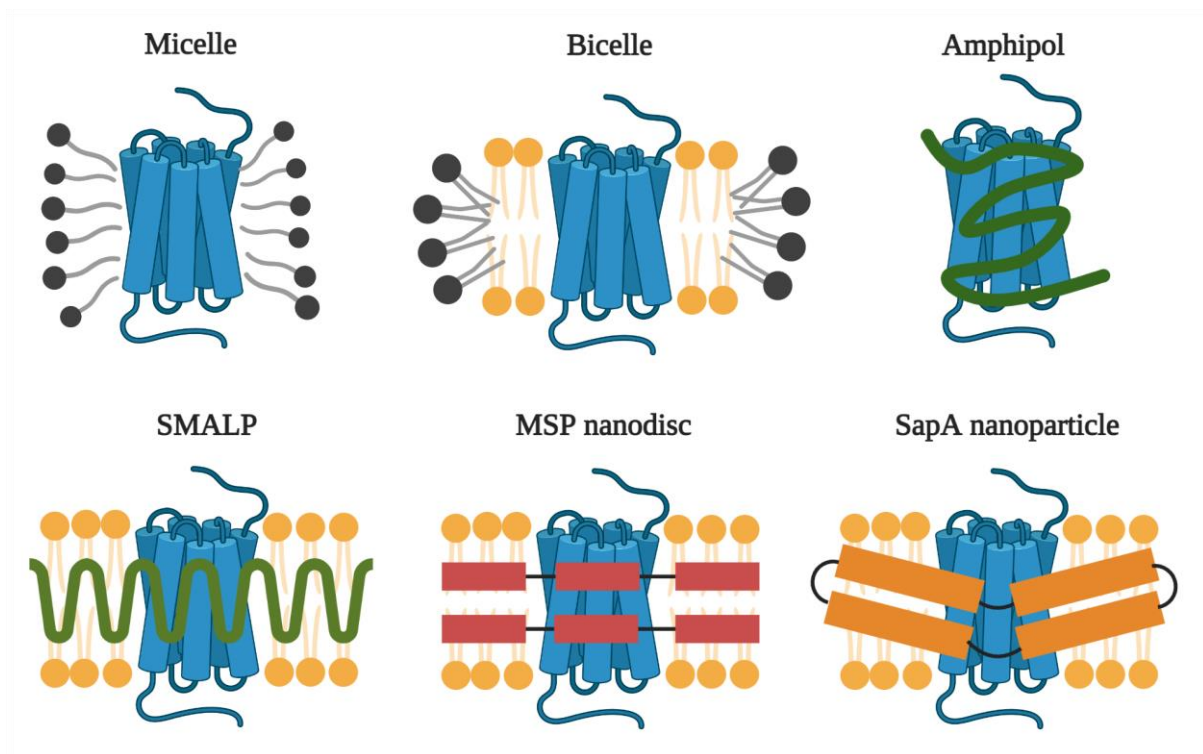 Micelle
Bicelle
Amphipol
SMALP
MSP nanodisc
SapA nanoparticle